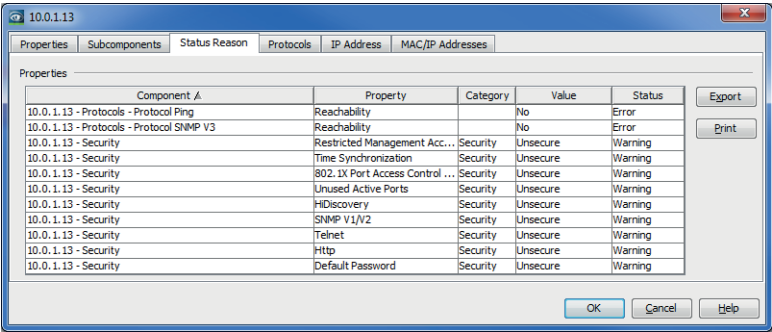 10.0.1.13
Properties Subcomponents Status Reason Protocols IP Address MAC/IP Addresses
Properties
Component Property Category Value Status
10.0.1.13 - Protocols - Protocol Ping Reachability No Error
10.0.1.13 - Protocols - Protocol SNMP V3 Reachability No Error
10.0.1.13 - Security Restricted Management Acc... Security Unsecure Warning
10.0.1.13 - Security Time Synchronization Security Unsecure Warning
10.0.1.13 - Security 802.1X Port Access Control ... Security Unsecure Warning
10.0.1.13 - Security Unused Active Ports Security Unsecure Warning
10.0.1.13 - Security HiDiscovery Security Unsecure Warning
10.0.1.13 - Security SNMP V1/V2 Security Unsecure Warning
10.0.1.13 - Security Telnet Security Unsecure Warning
10.0.1.13 - Security Http Security Unsecure Warning
10.0.1.13 - Security Default Password Security Unsecure Warning
Export
Print
OK Cancel Help